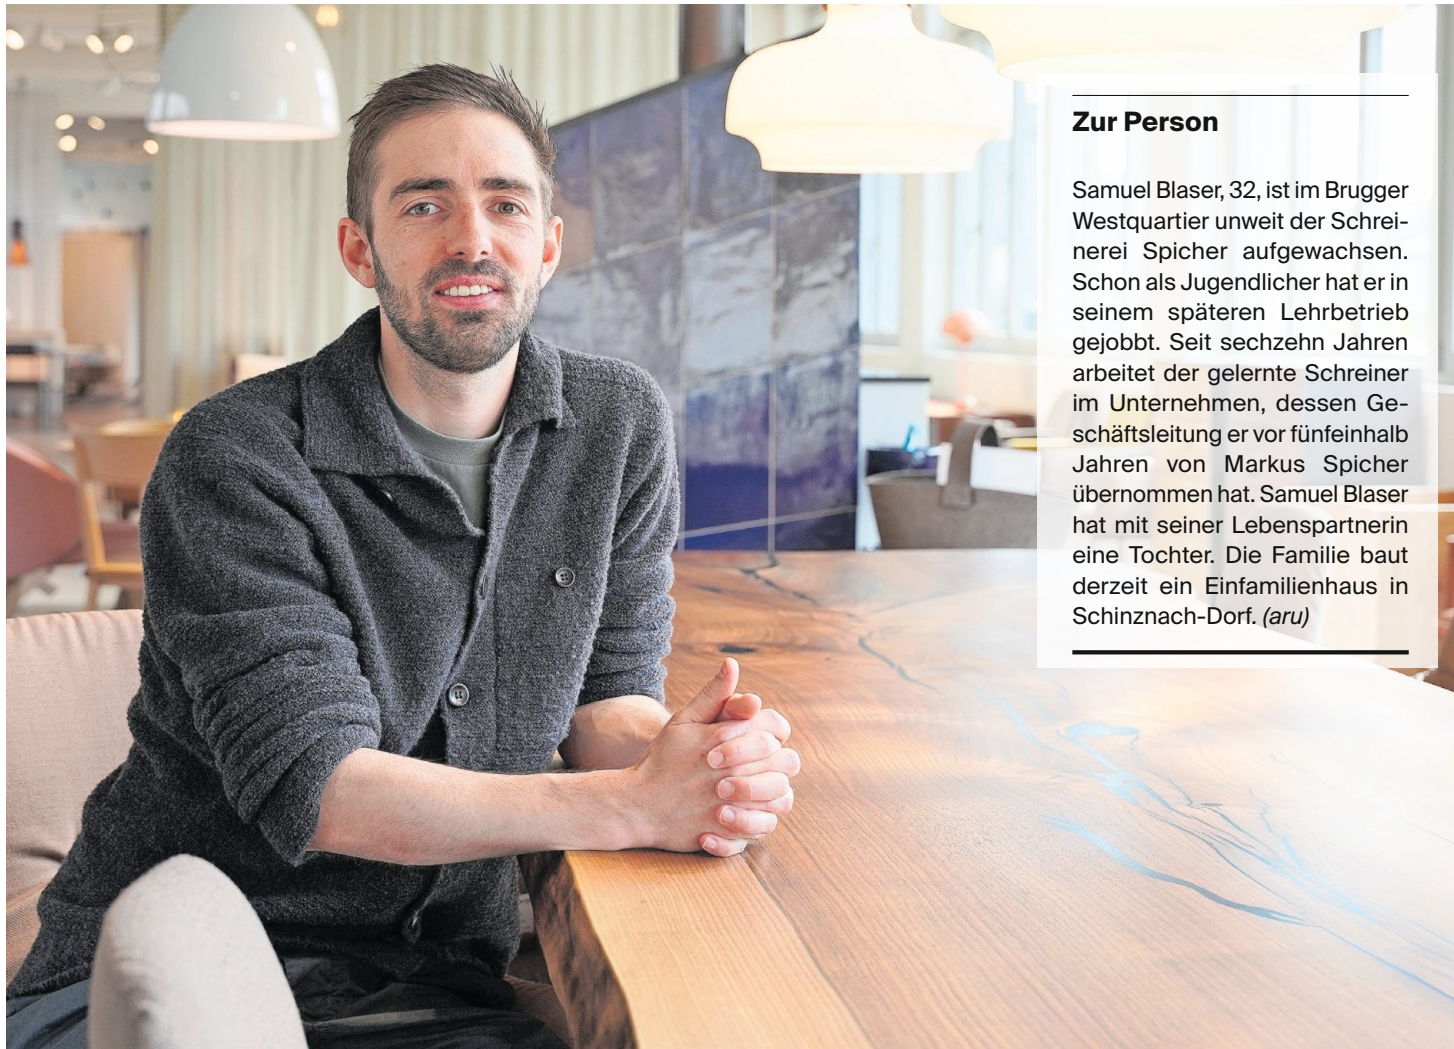 Zur Person
Samuel Blaser, 32, ist im Brugger
Westquartier unweit der Schrei-
nerei Spicher aufgewachsen.
Schon als Jugendlicher hat er in
seinem späteren Lehrbetrieb
gejobbt. Seit sechzehn Jahren
arbeitet der gelernte Schreiner
im Unternehmen, dessen Ge-
schäftsleitung er vor fünfeinhalb
Jahren von Markus Spicher
übernommen hat. Samuel Blaser
hat mit seiner Lebenspartnerin
eine Tochter. Die Familie baut
derzeit ein Einfamilienhaus in
Schinznach-Dorf. (aru)